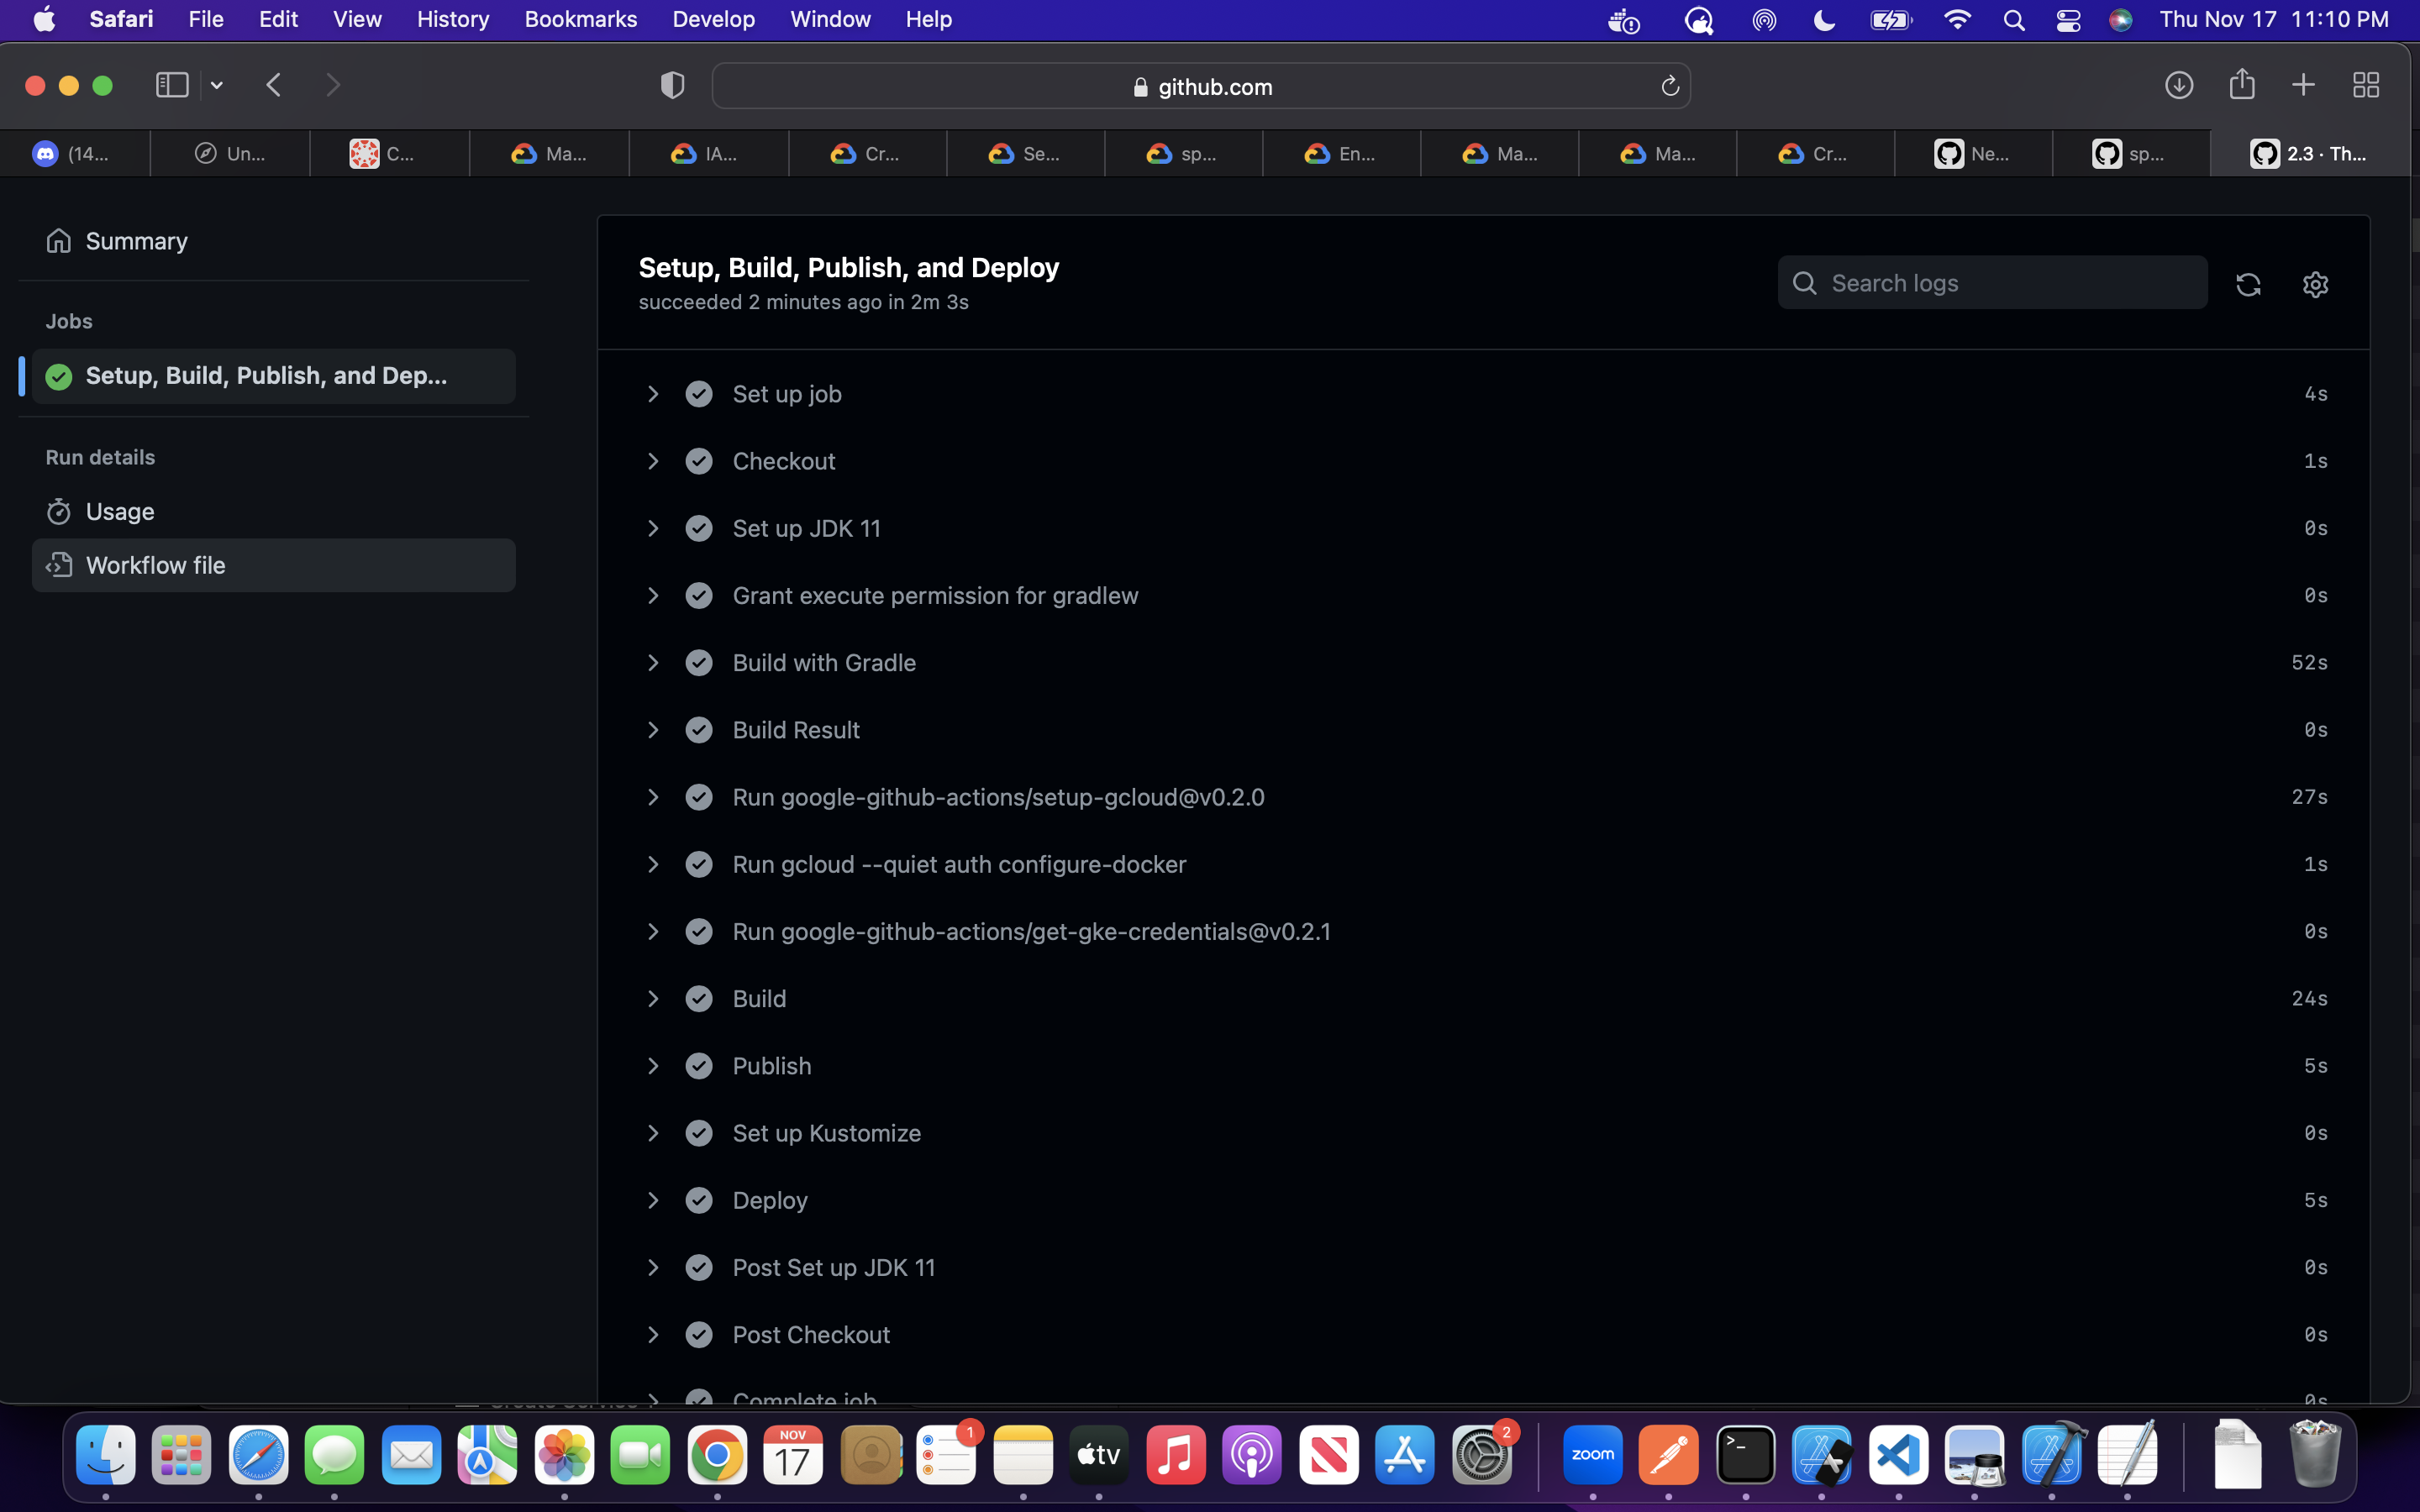 Safari File Edit View History Bookmarks Develop Window Help Thu Nov 17 11:10 PM
github.com
(14... Un... C... Ma... IA... Cr... Se... sp... En... Ma... Ma... Cr... Ne... sp... 2.3 · Th...
Summary
Jobs
Setup, Build, Publish, and Dep...
Run details
Usage
Workflow file
Setup, Build, Publish, and Deploy
succeeded 2 minutes ago in 2m 3s
Search logs
Set up job 4s
Checkout 1s
Set up JDK 11 0s
Grant execute permission for gradlew 0s
Build with Gradle 52s
Build Result 0s
Run google-github-actions/setup-gcloud@v0.2.0 27s
Run gcloud --quiet auth configure-docker 1s
Run google-github-actions/get-gke-credentials@v0.2.1 0s
Build 24s
Publish 5s
Set up Kustomize 0s
Deploy 5s
Post Set up JDK 11 0s
Post Checkout 0s
Complete job 0s
NOV
17
1
tv
2
zoom